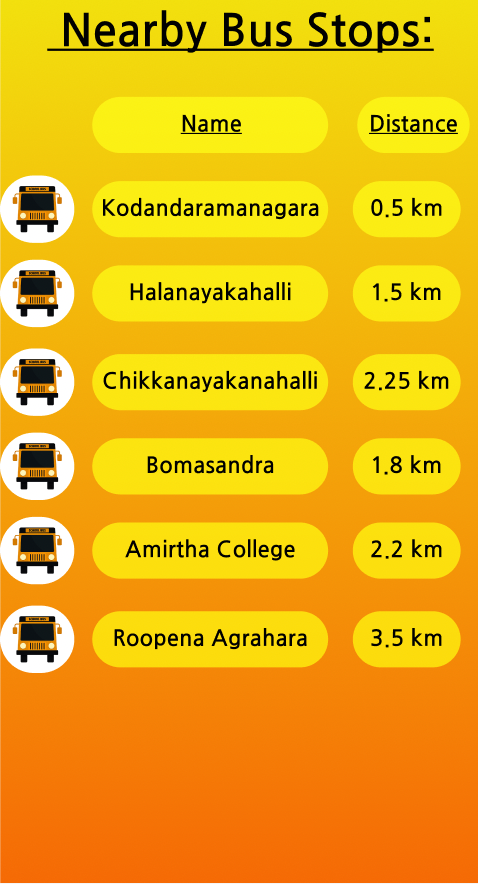 Nearby Bus Stops:
Name Distance
Kodandaramanagara 0.5 km
Halanayakahalli 1.5 km
Chikkanayakanahalli 2.25 km
Bomasandra 1.8 km
Amirtha College 2.2 km
Roopena Agrahara 3.5 km